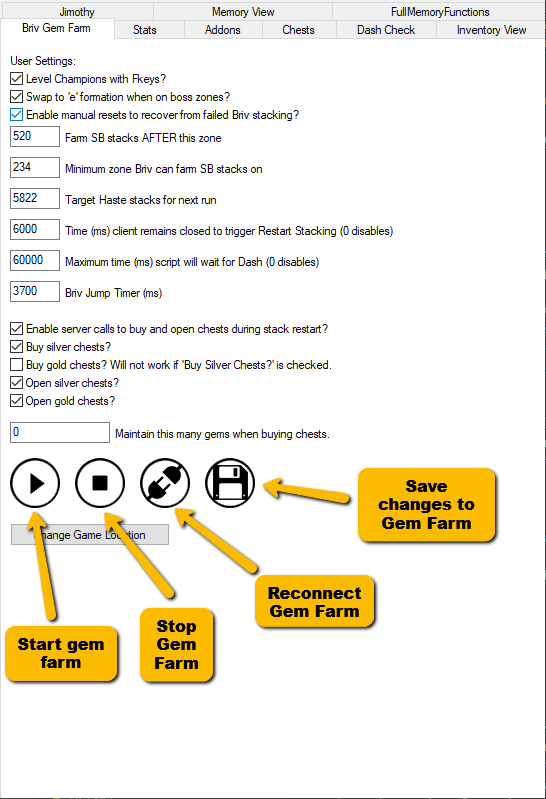 Jimothy Memory View FullMemoryFunctions
Briv Gem Farm Stats Addons Chests Dash Check Inventory View
User Settings:
Level Champions with Fkeys?
Swap to 'e' formation when on boss zones?
Enable manual resets to recover from failed Briv stacking?
520 Farm SB stacks AFTER this zone
234 Minimum zone Briv can farm SB stacks on
5822 Target Haste stacks for next run
6000 Time (ms) client remains closed to trigger Restart Stacking (0 disables)
60000 Maximum time (ms) script will wait for Dash (0 disables)
3700 Briv Jump Timer (ms)
Enable server calls to buy and open chests during stack restart?
Buy silver chests?
Buy gold chests? Will not work if 'Buy Silver Chests?' is checked.
Open silver chests?
Open gold chests?
0 Maintain this many gems when buying chests.
Save
changes to
Gem Farm
Game
Reconnect
Gem Farm
Stop
Gem
Farm
Start gem
farm